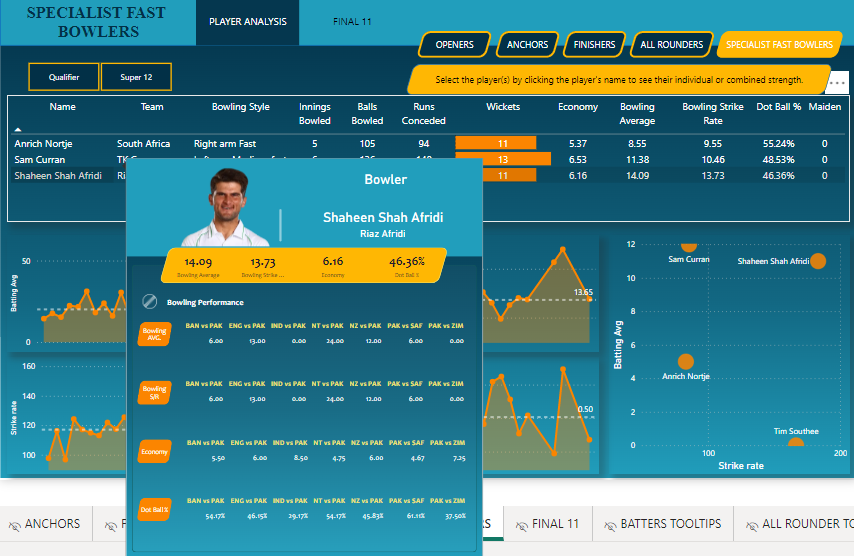 SPECIALIST FAST
BOWLERS
PLAYER ANALYSIS
FINAL 11
OPENERS
ANCHORS
FINISHERS
ALL ROUNDERS
SPECIALIST FAST BOWLERS
Qualifier
Super 12
Select the player(s) by clicking the player's name to see their individual or combined strength.
Name Team Bowling Style Innings Bowled Balls Bowled Runs Conceded Wickets Economy Bowling Average Bowling Strike Rate Dot Ball % Maiden
Anrich Nortje South Africa Right arm Fast 5 105 94 11 5.37 8.55 9.55 55.24% 0
Sam Curran 13 6.53 11.38 10.46 48.53% 0
Shaheen Shah Afridi 11 6.16 14.09 13.73 46.36% 0
Bowler
Shaheen Shah Afridi
Riaz Afridi
14.09 13.73 6.16 46.36%
Bowling Average Bowling Strike ... Economy Dot Ball %
Bowling Performance
Bowling AVG.
BAN vs PAK ENG vs PAK IND vs PAK NT vs PAK NZ vs PAK PAK vs SAF PAK vs ZIM
6.00 13.00 0.00 24.00 12.00 6.00 0.00
Bowling S/R
BAN vs PAK ENG vs PAK IND vs PAK NT vs PAK NZ vs PAK PAK vs SAF PAK vs ZIM
6.00 13.00 0.00 24.00 12.00 6.00 0.00
Economy
BAN vs PAK ENG vs PAK IND vs PAK NT vs PAK NZ vs PAK PAK vs SAF PAK vs ZIM
5.50 6.00 8.50 4.75 6.00 4.67 7.25
Dot Ball %
BAN vs PAK ENG vs PAK IND vs PAK NT vs PAK NZ vs PAK PAK vs SAF PAK vs ZIM
54.17% 46.15% 29.17% 54.17% 45.83% 61.11% 37.50%
Batting Avg
50
0
13.65
Strike rate
160
140
120
100
0.50
Batting Avg
12
10
8
6
4
2
0
Sam Curran
Shaheen Shah Afridi
Anrich Nortje
Tim Southee
100 200
Strike rate
ANCHORS
FINAL 11
BATTERS TOOLTIPS
ALL ROUNDER